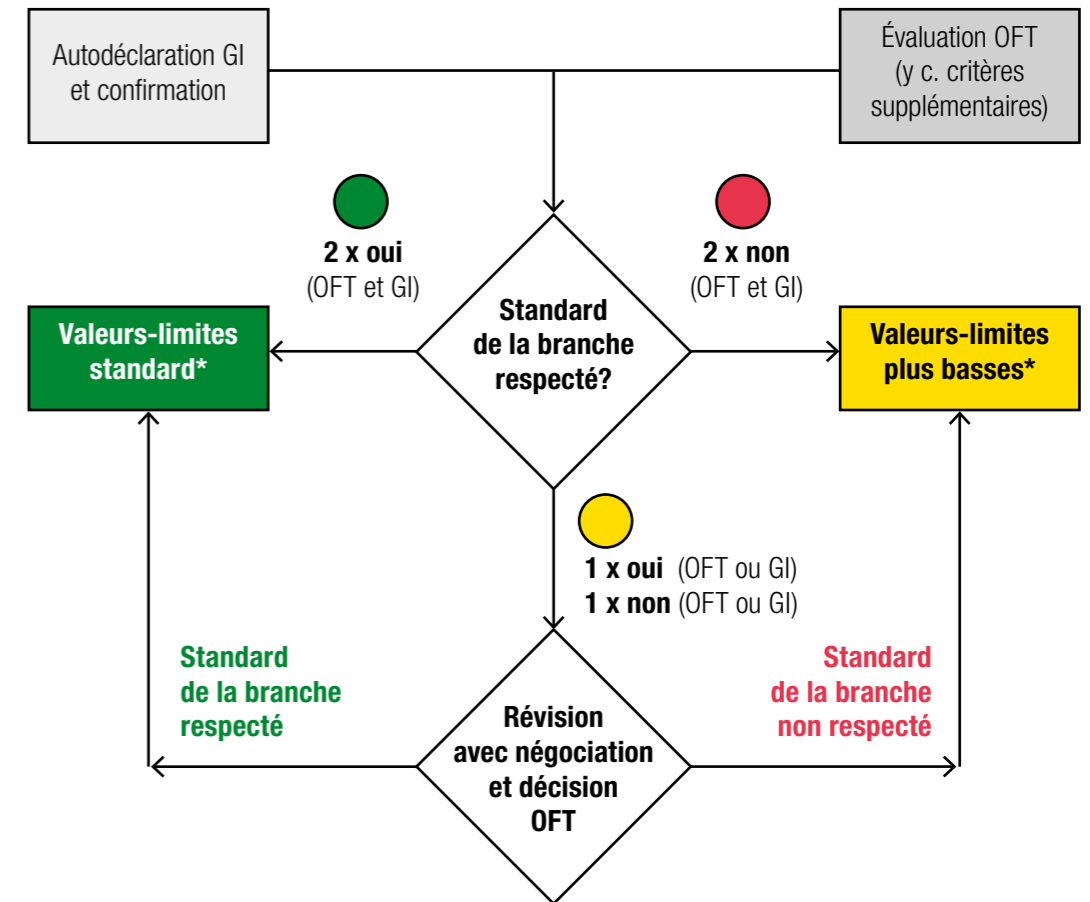 Autodéclaration GI
et confirmation
Évaluation OFT
(y c. critères
supplémentaires)
2 x oui
(OFT et GI)
2 x non
(OFT et GI)
Valeurs-limites
standard*
Standard
de la branche
respecté?
Valeurs-limites
plus basses*
1 x oui (OFT ou GI)
1 x non (OFT ou GI)
Standard
de la branche
respecté
Standard
de la branche
non respecté
Révision
avec négociation
et décision
OFT